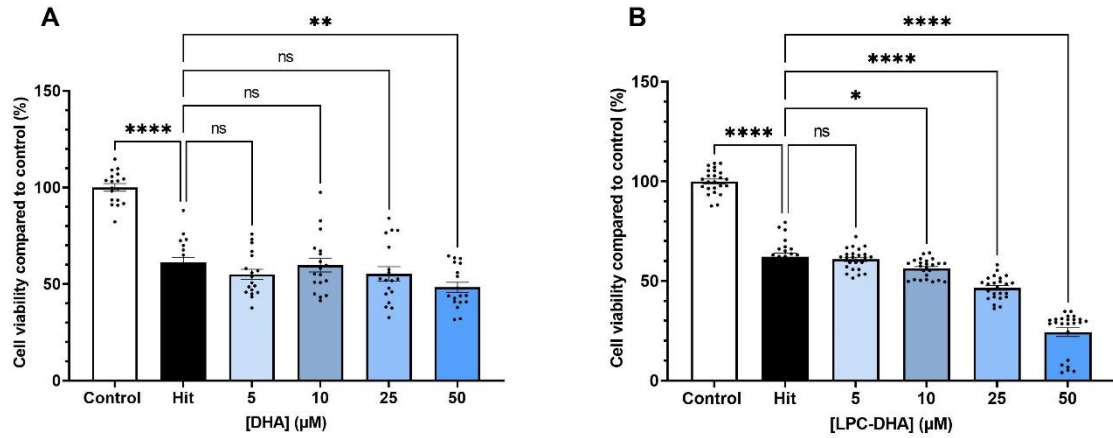 A
**
ns
ns
**** ns
Cell viability compared to control (%)
150
100
50
0
Control Hit 5 10 25 50
[DHA] (µM)
B
****
****
*
**** ns
Cell viability compared to control (%)
150
100
50
0
Control Hit 5 10 25 50
[LPC-DHA] (µM)